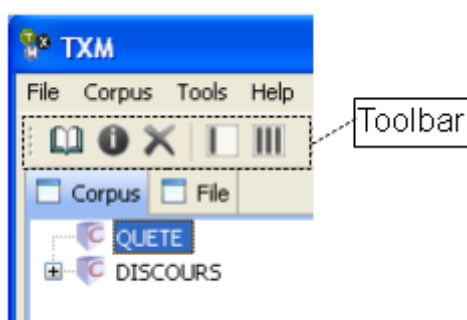 TXM
File Corpus Tools Help
Toolbar
Corpus File
QUETE
DISCOURS